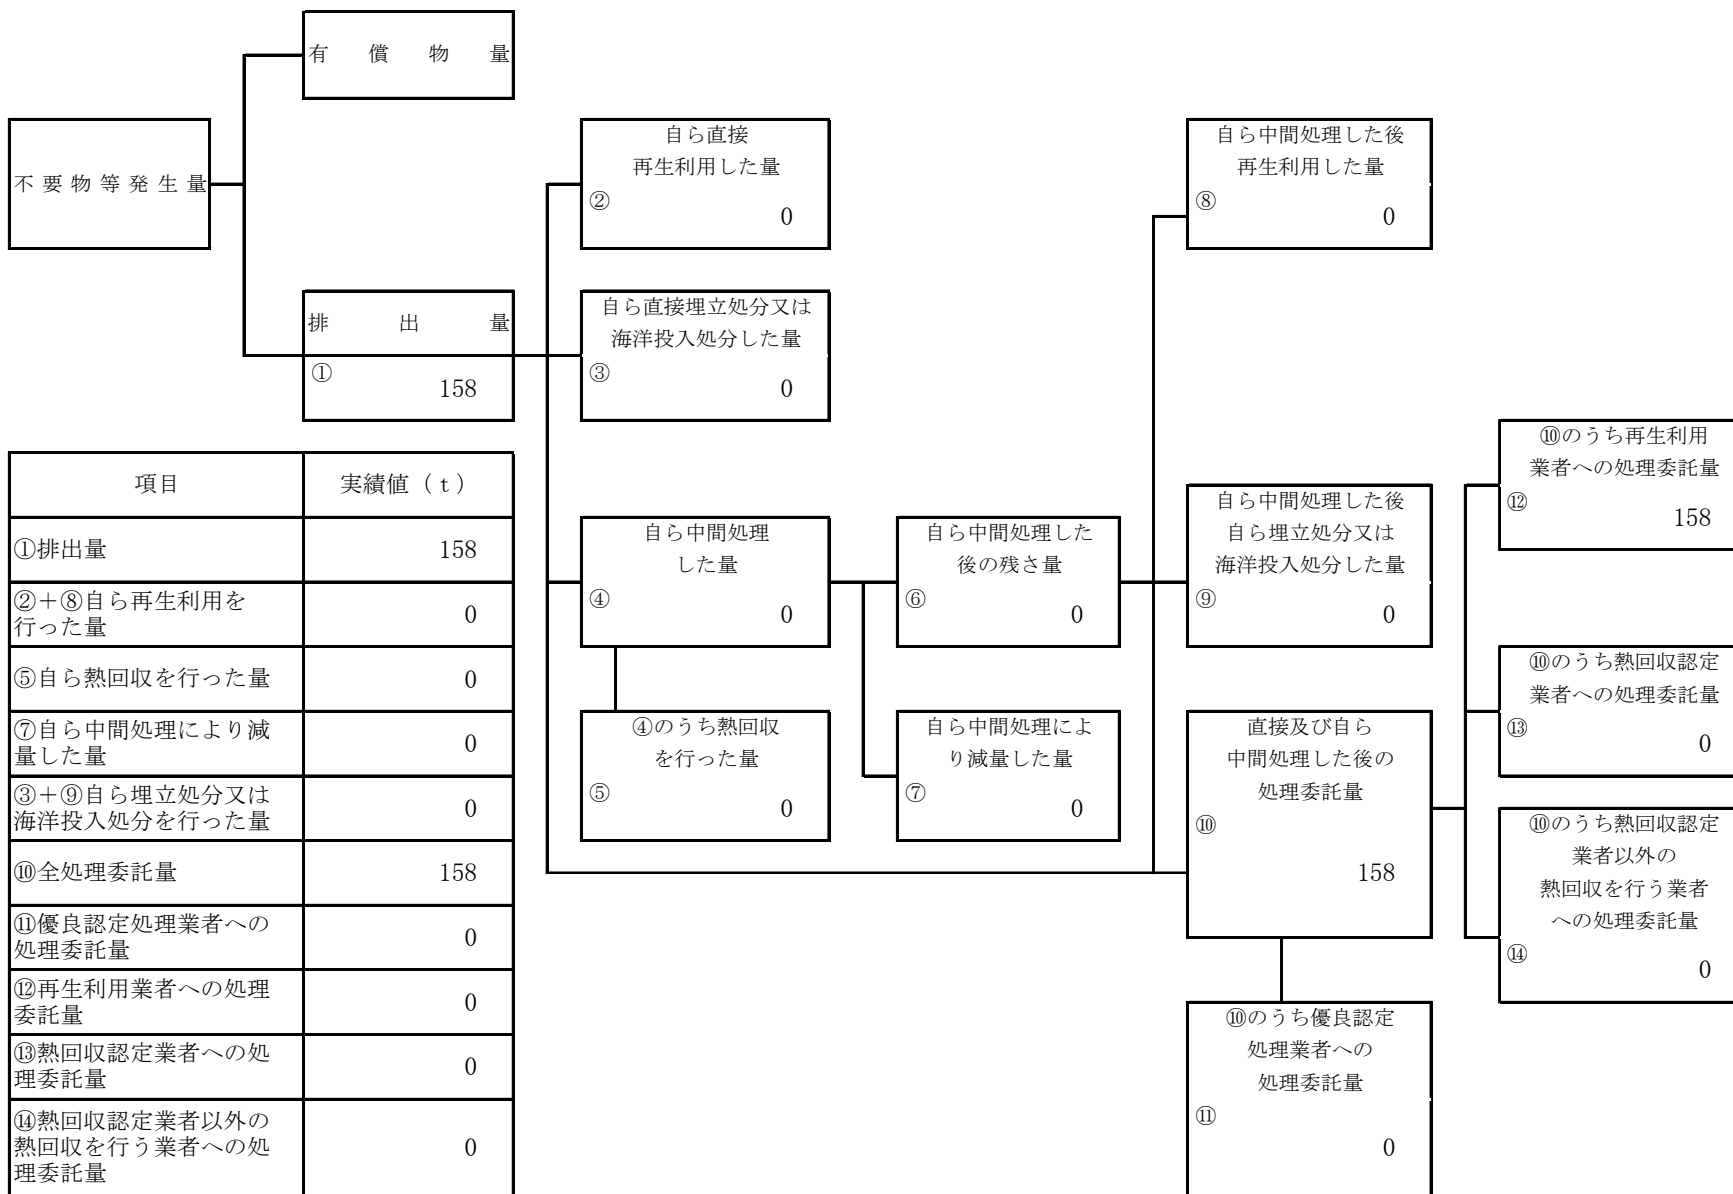 有償物量
不要物等発生量
排出量
①
158
自ら直接
再生利用した量
②
0
自ら直接埋立処分又は
海洋投入処分した量
③
0
自ら中間処理
した量
④
0
④のうち熱回収
を行った量
⑤
0
自ら中間処理した
後の残さ量
⑥
0
自ら中間処理によ
り減量した量
⑦
0
自ら中間処理した後
再生利用した量
⑧
0
自ら中間処理した後
自ら埋立処分又は
海洋投入処分した量
⑨
0
直接及び自ら
中間処理した後の
処理委託量
⑩
158
⑩のうち優良認定
処理業者への
処理委託量
⑪
0
⑩のうち再生利用
業者への処理委託量
⑫
158
⑩のうち熱回収認定
業者への処理委託量
⑬
0
⑩のうち熱回収認定
業者以外の
熱回収を行う業者
への処理委託量
⑭
0
項目 実績値（ｔ）
①排出量 158
②＋⑧自ら再生利用を
行った量 0
⑤自ら熱回収を行った量 0
⑦自ら中間処理により減
量した量 0
③＋⑨自ら埋立処分又は
海洋投入処分を行った量 0
⑩全処理委託量 158
⑪優良認定処理業者への
処理委託量 0
⑫再生利用業者への処理
委託量 0
⑬熱回収認定業者への処
理委託量 0
⑭熱回収認定業者以外の
熱回収を行う業者への処
理委託量 0